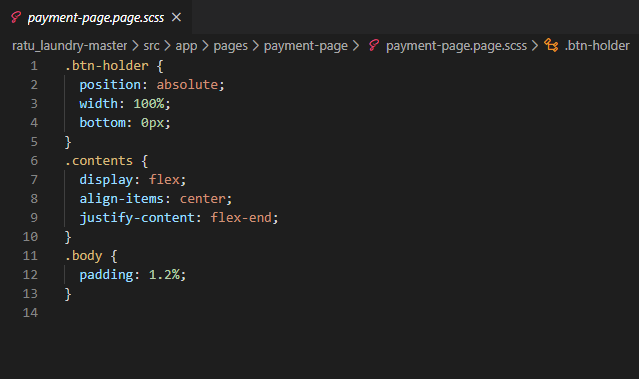 payment-page.page.scss
ratu_laundry-master > src > app > pages > payment-page > payment-page.page.scss > .btn-holder
1 .btn-holder {
2   position: absolute;
3   width: 100%;
4   bottom: 0px;
5 }
6 .contents {
7   display: flex;
8   align-items: center;
9   justify-content: flex-end;
10 }
11 .body {
12   padding: 1.2%;
13 }
14